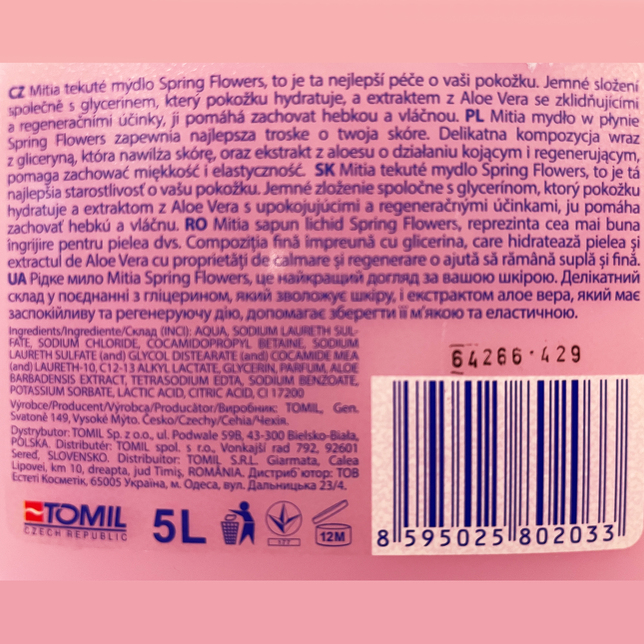 CZ Mitia tekuté mýdlo Spring Flowers, to je ta nejlepší péče o vaši pokožku. Jemné složení
společně s glycerinem, který pokožku hydratuje, a extraktem z Aloe Vera se zklidňujícími
a regeneračními účinky, ji pomáhá zachovat hebkou a vláčnou. PL Mitia mydło w płynie
Spring Flowers zapewnia najlepsza troske o twoja skóre. Delikatna kompozycja wraz
z gliceryną, która nawilża skórę, oraz ekstrakt z aloesu o działaniu kojącym i regenerującym,
pomaga zachować miękkość i elastyczność. SK Mitia tekuté mydlo Spring Flowers, to je tá
najlepšia starostlivosť o vašu pokožku. Jemné zloženie spoločne s glycerínom, ktorý pokožku
hydratuje a extraktom z Aloe Vera s upokojujúcimi a regeneračnými účinkami, ju pomáha
zachovať hebkú a vláčnu. RO Mitia sapun lichid Spring Flowers, reprezinta cea mai buna
îngrijire pentru pielea dvs. Compoziția fină împreună cu glicerina, care hidratează pielea și
extractul de Aloe Vera cu proprietăți de calmare și regenerare o ajută să rămână suplă și fină.
UA Рідке мило Mitia Spring Flowers, це найкращий догляд за вашою шкірою. Делікатний
склад у поєднанні з гліцерином, який зволожує шкіру, і екстрактом алое вера, який має
заспокійливу та регенеруючу дію, допомагає зберегти її м'якою та еластичною.
Ingredients/Ingrediente/Склад (INCI): AQUA, SODIUM LAURETH SUL-
FATE, SODIUM CHLORIDE, COCAMIDOPROPYL BETAINE, SODIUM
LAURETH SULFATE (and) GLYCOL DISTEARATE (and) COCAMIDE MEA
(and) LAURETH-10, C12-13 ALKYL LACTATE, GLYCERIN, PARFUM, ALOE
BARBADENSIS EXTRACT, TETRASODIUM EDTA, SODIUM BENZOATE,
POTASSIUM SORBATE, LACTIC ACID, CITRIC ACID, CI 17200
Výrobce/Producent/Výrobca/Producător/Виробник: TOMIL, Gen.
Svatoně 149, Vysoké Mýto. Česko/Czechy/Cehia/Чехія.
Dystrybutor: TOMIL Sp. z o.o., ul. Podwale 59B, 43-300 Bielsko-Biała,
POLSKA. Distributér: TOMIL spol. s r.o., Vonkajší rad 792, 92601
Sereď, SLOVENSKO. Distribuitor: TOMIL S.R.L. Giarmata, Calea
Lipovei, km 10, dreapta, jud Timiș, ROMÂNIA. Дистриб'ютор: ТОВ
Естеті Косметік, 65005 Україна, м. Одеса, вул. Дальницька 23/4.
64266·429
TOMIL
CZECH REPUBLIC
5L
177
12M
8 595025 802033